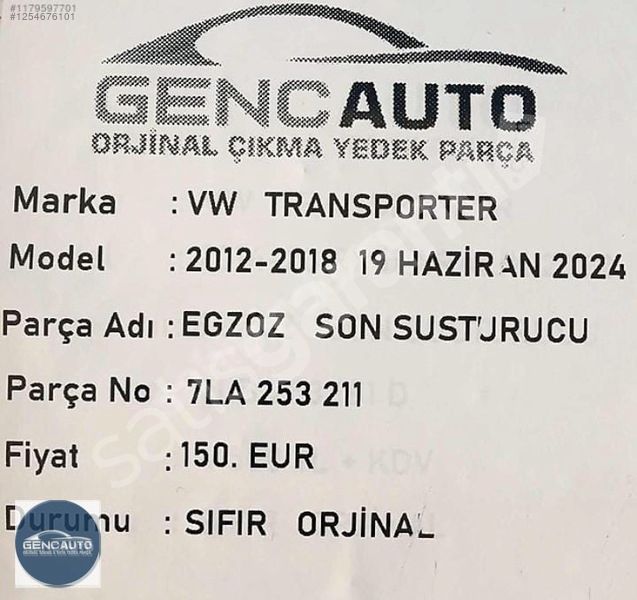 #1179597701
#1254676101
GENCAUTO
ORJİNAL ÇIKMA YEDEK PARÇA
Marka : VW TRANSPORTER
Model : 2012-2018 19 HAZİRAN 2024
Parça Adı : EGZOZ SON SUSTURUCU
Parça No : 7LA 253 211
Fiyat : 150. EUR
+ KDV
Durumu : SIFIR ORJİNAL
GENCAUTO